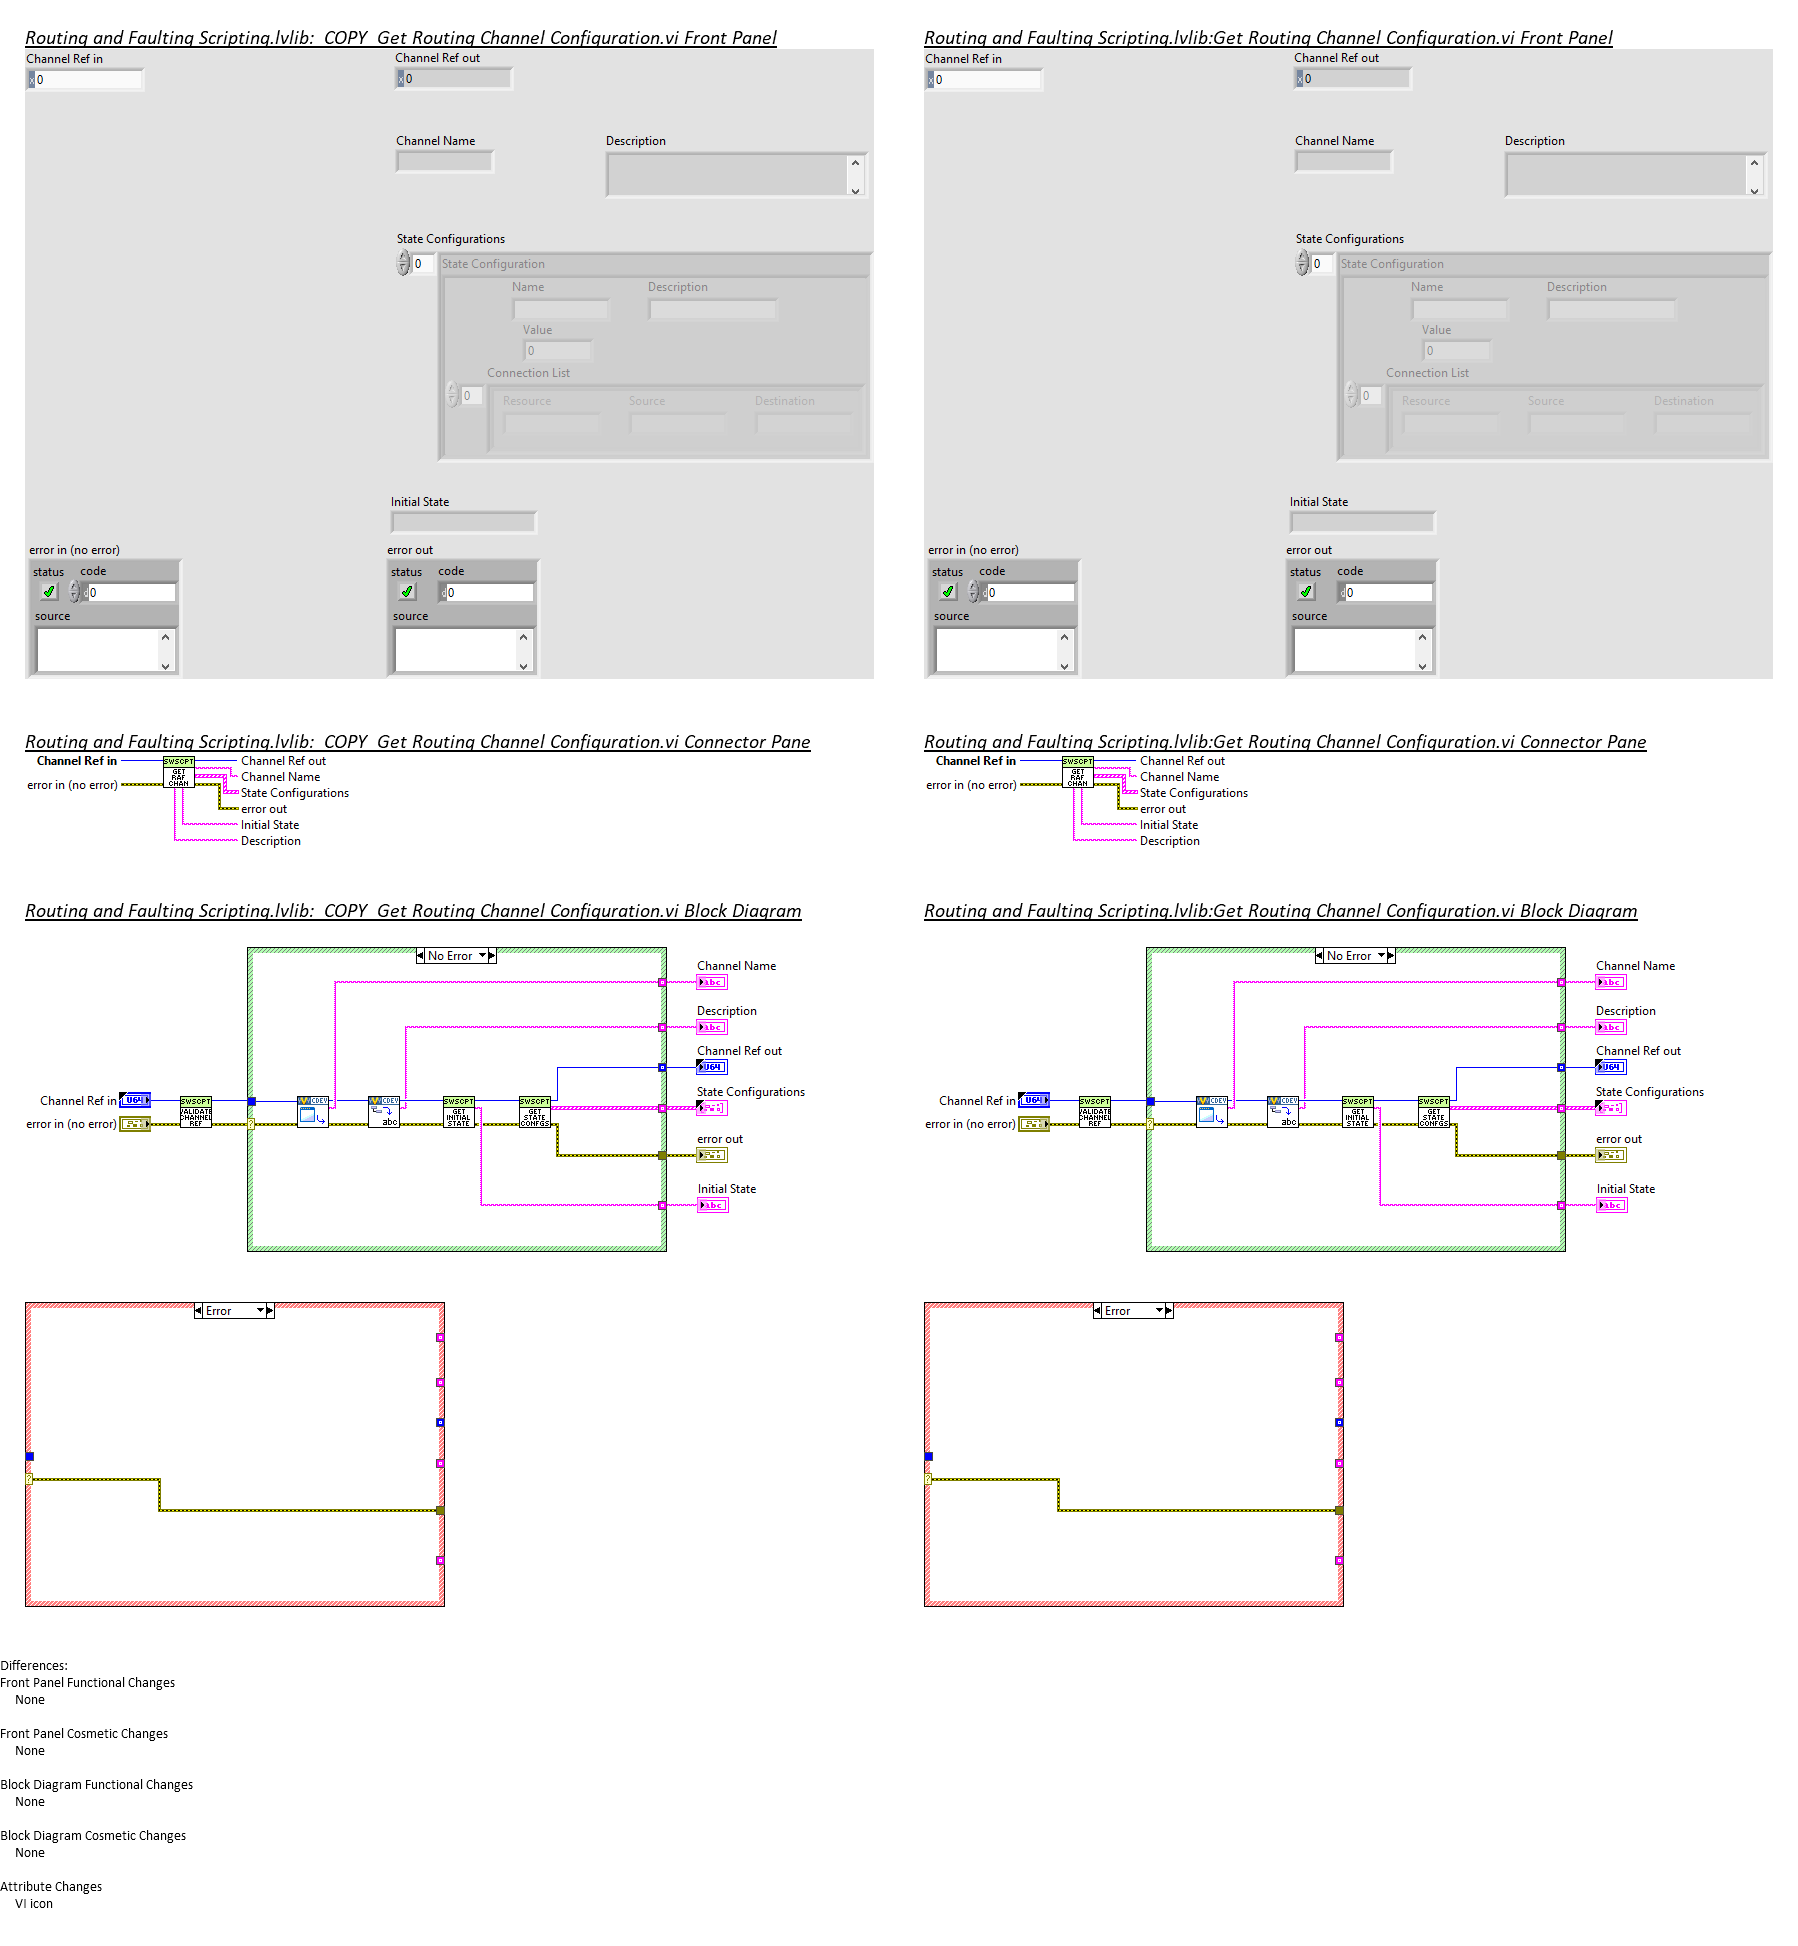 Routing and Faulting Scripting.lvlib:_COPY_Get Routing Channel Configuration.vi Front Panel
Channel Ref in
x 0
Channel Ref out
x 0
Channel Name
Description
State Configurations
0
State Configuration
Name
Description
Value
0
Connection List
0
Resource
Source
Destination
Initial State
error in (no error)
status
code
d 0
source
error out
status
code
d 0
source
Routing and Faulting Scripting.lvlib:Get Routing Channel Configuration.vi Front Panel
Channel Ref in
x 0
Channel Ref out
x 0
Channel Name
Description
State Configurations
0
State Configuration
Name
Description
Value
0
Connection List
0
Resource
Source
Destination
Initial State
error in (no error)
status
code
d 0
source
error out
status
code
d 0
source
Routing and Faulting Scripting.lvlib:_COPY_Get Routing Channel Configuration.vi Connector Pane
Channel Ref in
error in (no error)
SWSCPT
GET
RAF
CHAN
Channel Ref out
Channel Name
State Configurations
error out
Initial State
Description
Routing and Faulting Scripting.lvlib:Get Routing Channel Configuration.vi Connector Pane
Channel Ref in
error in (no error)
SWSCPT
GET
RAF
CHAN
Channel Ref out
Channel Name
State Configurations
error out
Initial State
Description
Routing and Faulting Scripting.lvlib:_COPY_Get Routing Channel Configuration.vi Block Diagram
No Error
Channel Ref in
U64
error in (no error)
SWSCPT
VALIDATE
CHANNEL
REF
?
CDEV
CDEV
abc
SWSCPT
GET
INITIAL
STATE
SWSCPT
GET
STATE
CONFGS
Channel Name
abc
Description
abc
Channel Ref out
U64
State Configurations
error out
Initial State
abc
Error
?
Routing and Faulting Scripting.lvlib:Get Routing Channel Configuration.vi Block Diagram
No Error
Channel Ref in
U64
error in (no error)
SWSCPT
VALIDATE
CHANNEL
REF
?
CDEV
CDEV
abc
SWSCPT
GET
INITIAL
STATE
SWSCPT
GET
STATE
CONFGS
Channel Name
abc
Description
abc
Channel Ref out
U64
State Configurations
error out
Initial State
abc
Error
?
Differences:
Front Panel Functional Changes
None
Front Panel Cosmetic Changes
None
Block Diagram Functional Changes
None
Block Diagram Cosmetic Changes
None
Attribute Changes
VI icon